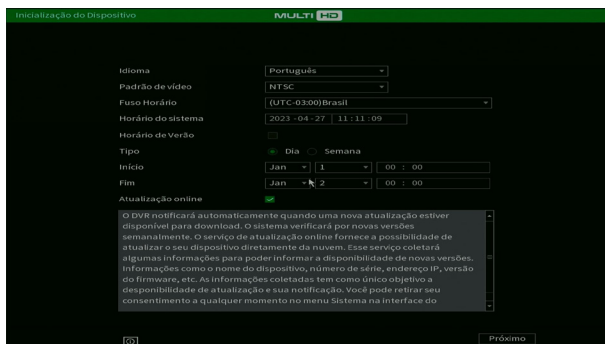 Inicialização do Dispositivo
MULTI HD
Idioma Português
Padrão de vídeo NTSC
Fuso Horário (UTC-03:00)Brasil
Horário do sistema 2023 -04 -27 11:11:09
Horário de Verão
Tipo Dia Semana
Início Jan 1 00 : 00
Fim Jan 2 00 : 00
Atualização online
O DVR notificará automaticamente quando uma nova atualização estiver
disponível para download. O sistema verificará por novas versões
semanalmente. O serviço de atualização online fornece a possibilidade de
atualizar o seu dispositivo diretamente da nuvem. Esse serviço coletará
algumas informações para poder informar a disponibilidade de novas versões.
Informações como o nome do dispositivo, número de série, endereço IP, versão
do firmware, etc. As informações coletadas tem como único objetivo a
desponibilidade de atualização e sua notificação. Você pode retirar seu
consentimento a qualquer momento no menu Sistema na interface do
Próximo